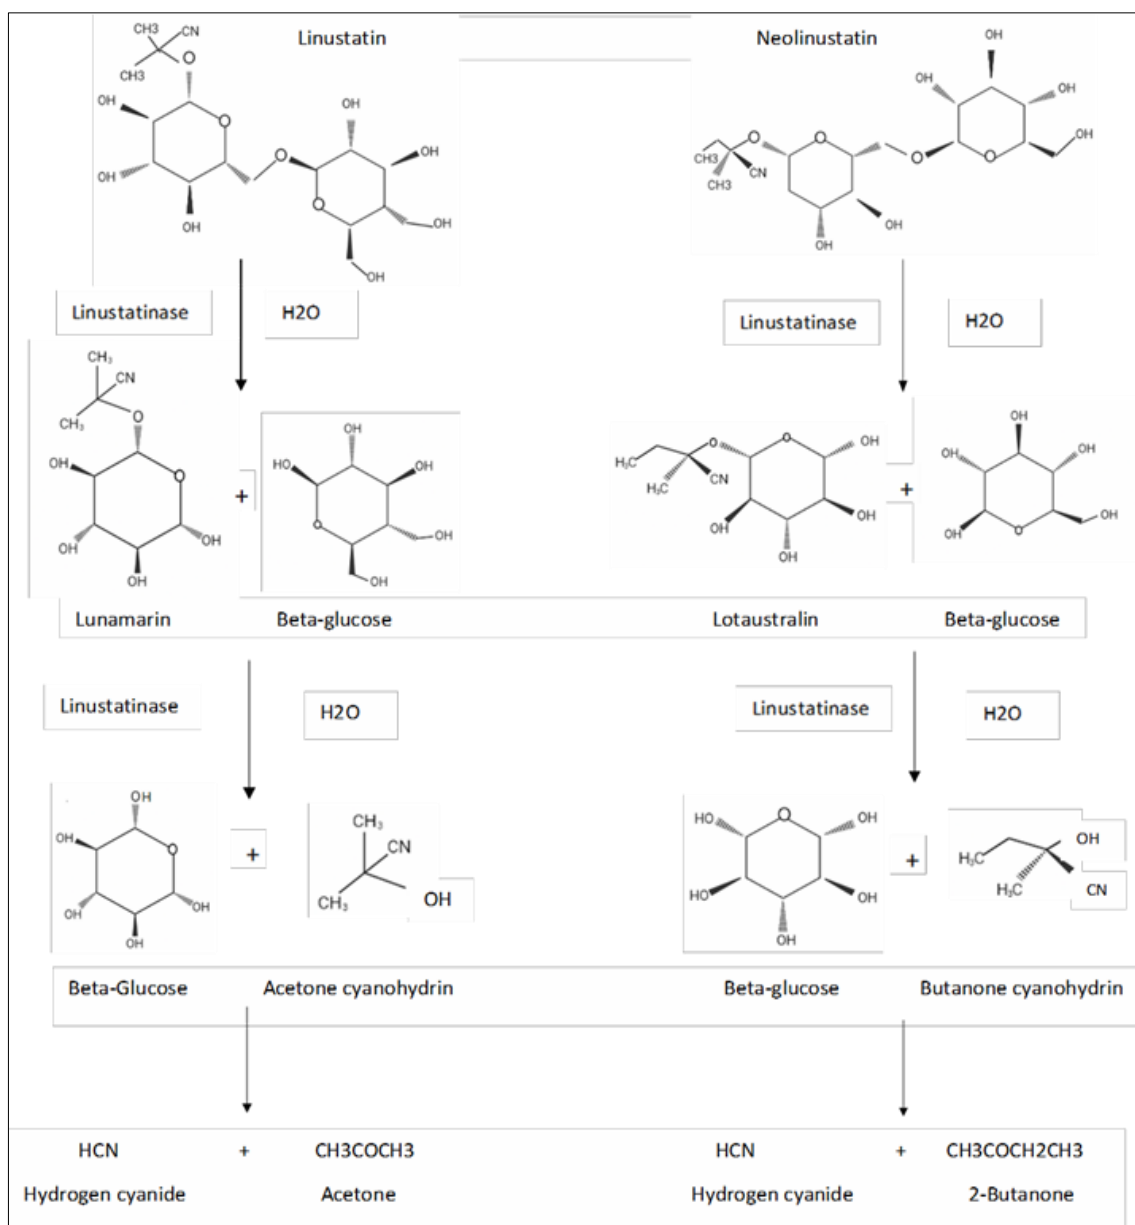 Linustatin
Neolinustatin
CH3
CN
CH3
O
OH
OH
OH
OH
O
O
O
OH
OH
OH
OH
CH3
CH3
CN
O
O
OH
OH
O
OH
OH
OH
OH
O
OH
Linustatinase
H2O
Linustatinase
H2O
CH3
CN
CH3
O
OH
O
OH
OH
OH
+
OH
HO
OH
O
OH
OH
H3C
H3C
O
CN
O
OH
OH
OH
OH
+
OH
OH
OH
OH
O
OH
Lunamarin
Beta-glucose
Lotaustralin
Beta-glucose
Linustatinase
H2O
Linustatinase
H2O
OH
OH
O
OH
OH
OH
+
CH3
CN
CH3
OH
HO
O
OH
HO
OH
OH
+
H3C
H3C
OH
CN
Beta-Glucose
Acetone cyanohydrin
Beta-glucose
Butanone cyanohydrin
HCN + CH3COCH3
HCN + CH3COCH2CH3
Hydrogen cyanide
Acetone
Hydrogen cyanide
2-Butanone